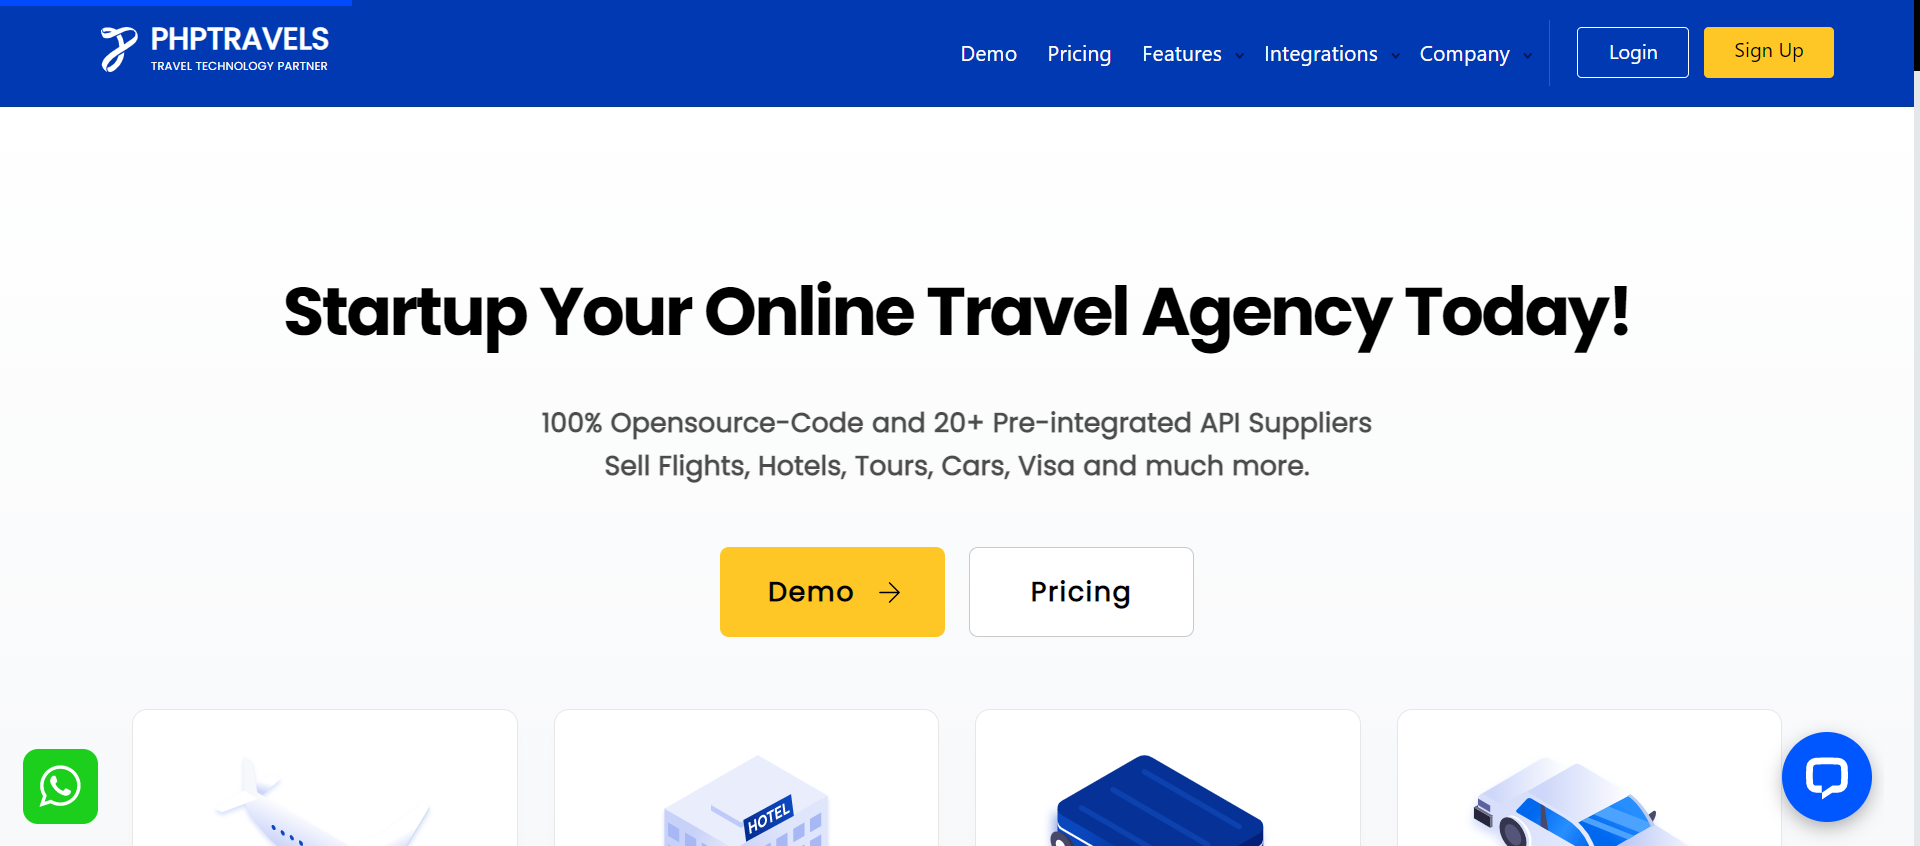 PHPTRAVELS
TRAVEL TECHNOLOGY PARTNER
Demo Pricing Features Integrations Company Login Sign Up
Startup Your Online Travel Agency Today!
100% Opensource-Code and 20+ Pre-integrated API Suppliers
Sell Flights, Hotels, Tours, Cars, Visa and much more.
Demo Pricing
HOTEL